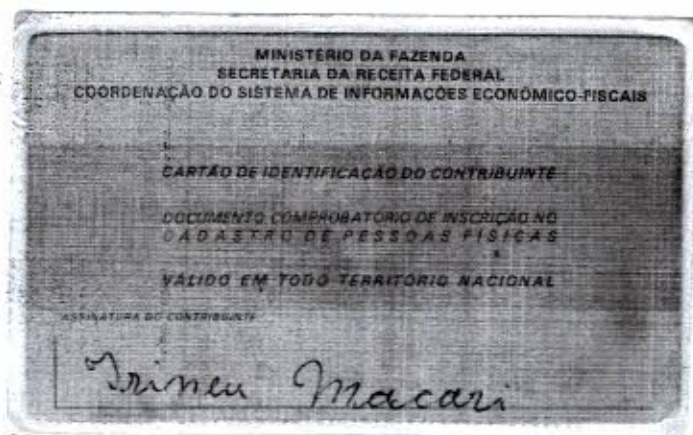 MINISTÉRIO DA FAZENDA
SECRETARIA DA RECEITA FEDERAL
COORDENAÇÃO DO SISTEMA DE INFORMAÇÕES ECONÔMICO-FISCAIS
CARTÃO DE IDENTIFICAÇÃO DO CONTRIBUINTE
DOCUMENTO COMPROBATÓRIO DE INSCRIÇÃO NO
CADASTRO DE PESSOAS FÍSICAS
VÁLIDO EM TODO TERRITÓRIO NACIONAL
ASSINATURA DO CONTRIBUINTE
Irineu Macari